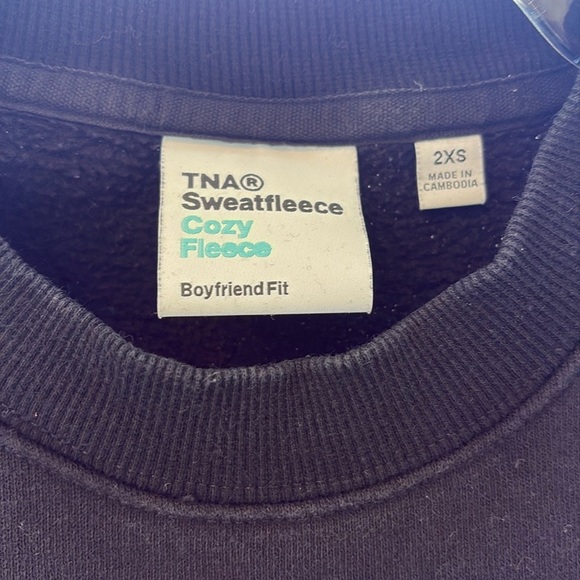 TNA®
Sweatfleece
Cozy
Fleece
Boyfriend Fit
2XS
MADE IN
CAMBODIA